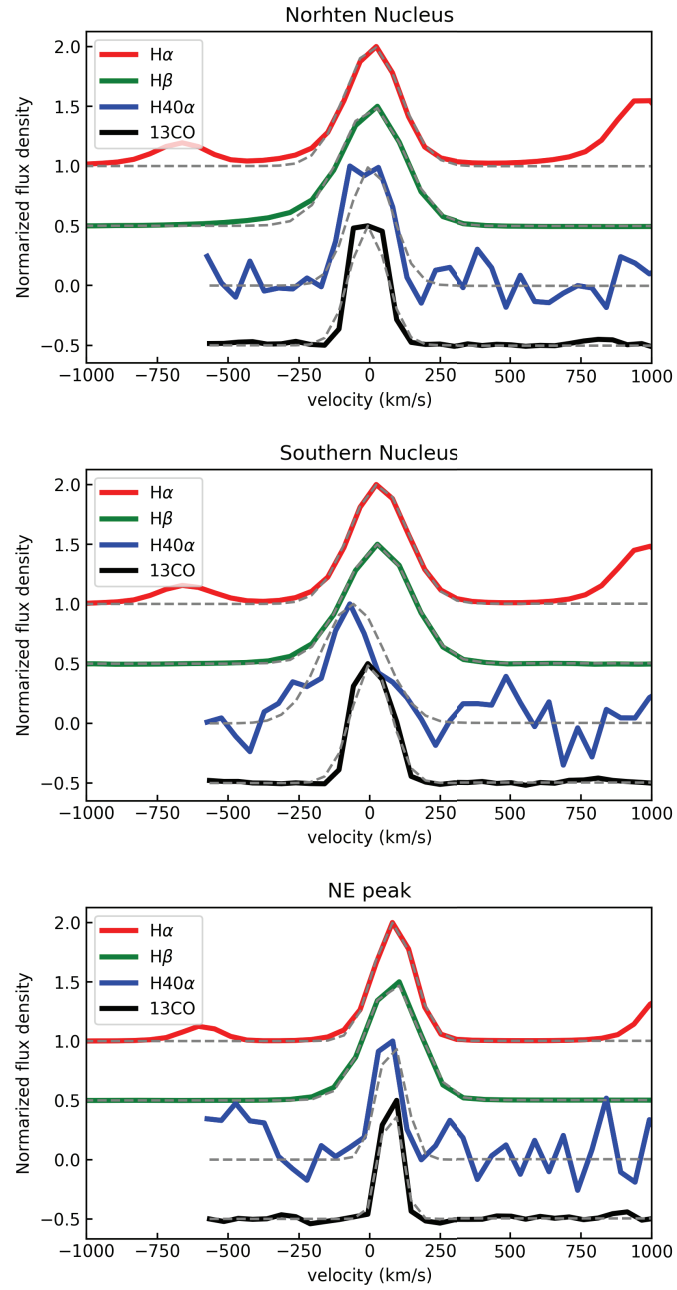 Norhten Nucleus
Hα
Hβ
H40α
13CO
2.0
1.5
1.0
0.5
0.0
−0.5
Normarized flux density
−1000 −750 −500 −250 0 250 500 750 1000
velocity (km/s)
Southern Nucleus
Hα
Hβ
H40α
13CO
2.0
1.5
1.0
0.5
0.0
−0.5
Normarized flux density
−1000 −750 −500 −250 0 250 500 750 1000
velocity (km/s)
NE peak
Hα
Hβ
H40α
13CO
2.0
1.5
1.0
0.5
0.0
−0.5
Normarized flux density
−1000 −750 −500 −250 0 250 500 750 1000
velocity (km/s)